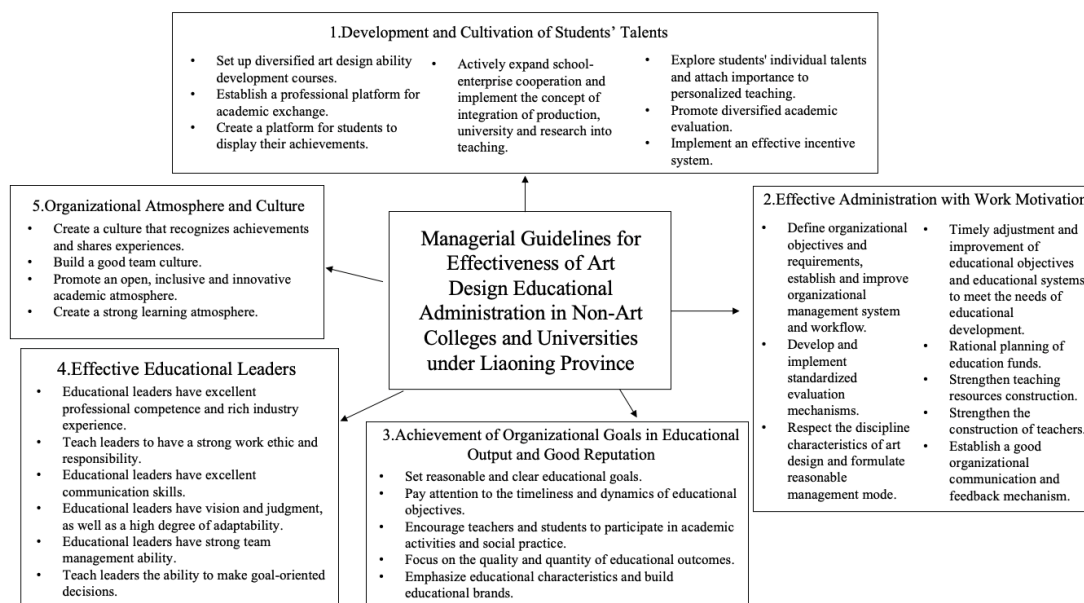 1.Development and Cultivation of Students' Talents
• Set up diversified art design ability
development courses.
• Establish a professional platform for
academic exchange.
• Create a platform for students to
display their achievements.
• Actively expand school-
enterprise cooperation and
implement the concept of
integration of production,
university and research into
teaching.
• Explore students' individual talents
and attach importance to
personalized teaching.
• Promote diversified academic
evaluation.
• Implement an effective incentive
system.
5.Organizational Atmosphere and Culture
• Create a culture that recognizes achievements
and shares experiences.
• Build a good team culture.
• Promote an open, inclusive and innovative
academic atmosphere.
• Create a strong learning atmosphere.
Managerial Guidelines for
Effectiveness of Art
Design Educational
Administration in Non-Art
Colleges and Universities
under Liaoning Province
2.Effective Administration with Work Motivation
• Define organizational
objectives and
requirements,
establish and improve
organizational
management system
and workflow.
• Develop and
implement
standardized
evaluation
mechanisms.
• Respect the discipline
characteristics of art
design and formulate
reasonable
management mode.
• Timely adjustment and
improvement of
educational objectives
and educational systems
to meet the needs of
educational
development.
• Rational planning of
education funds.
• Strengthen teaching
resources construction.
• Strengthen the
construction of teachers.
• Establish a good
organizational
communication and
feedback mechanism.
4.Effective Educational Leaders
• Educational leaders have excellent
professional competence and rich industry
experience.
• Teach leaders to have a strong work ethic and
responsibility.
• Educational leaders have excellent
communication skills.
• Educational leaders have vision and judgment,
as well as a high degree of adaptability.
• Educational leaders have strong team
management ability.
• Teach leaders the ability to make goal-oriented
decisions.
3.Achievement of Organizational Goals in Educational
Output and Good Reputation
• Set reasonable and clear educational goals.
• Pay attention to the timeliness and dynamics of educational
objectives.
• Encourage teachers and students to participate in academic
activities and social practice.
• Focus on the quality and quantity of educational outcomes.
• Emphasize educational characteristics and build
educational brands.